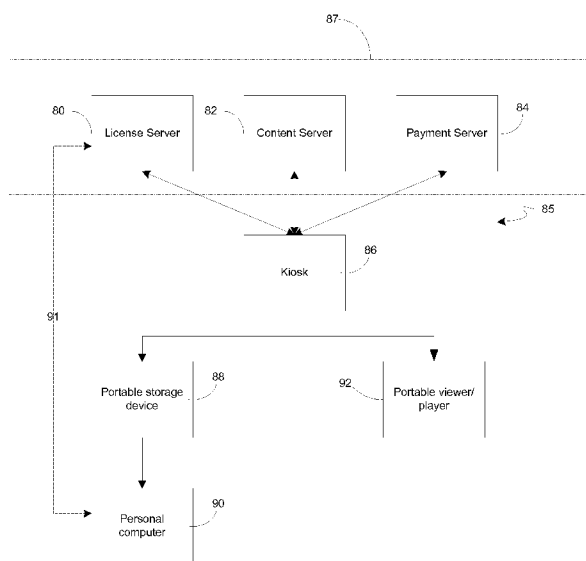 87
80
License Server
82
Content Server
Payment Server
84
85
86
Kiosk
91
Portable storage
device
88
92
Portable viewer/
player
90
Personal
computer